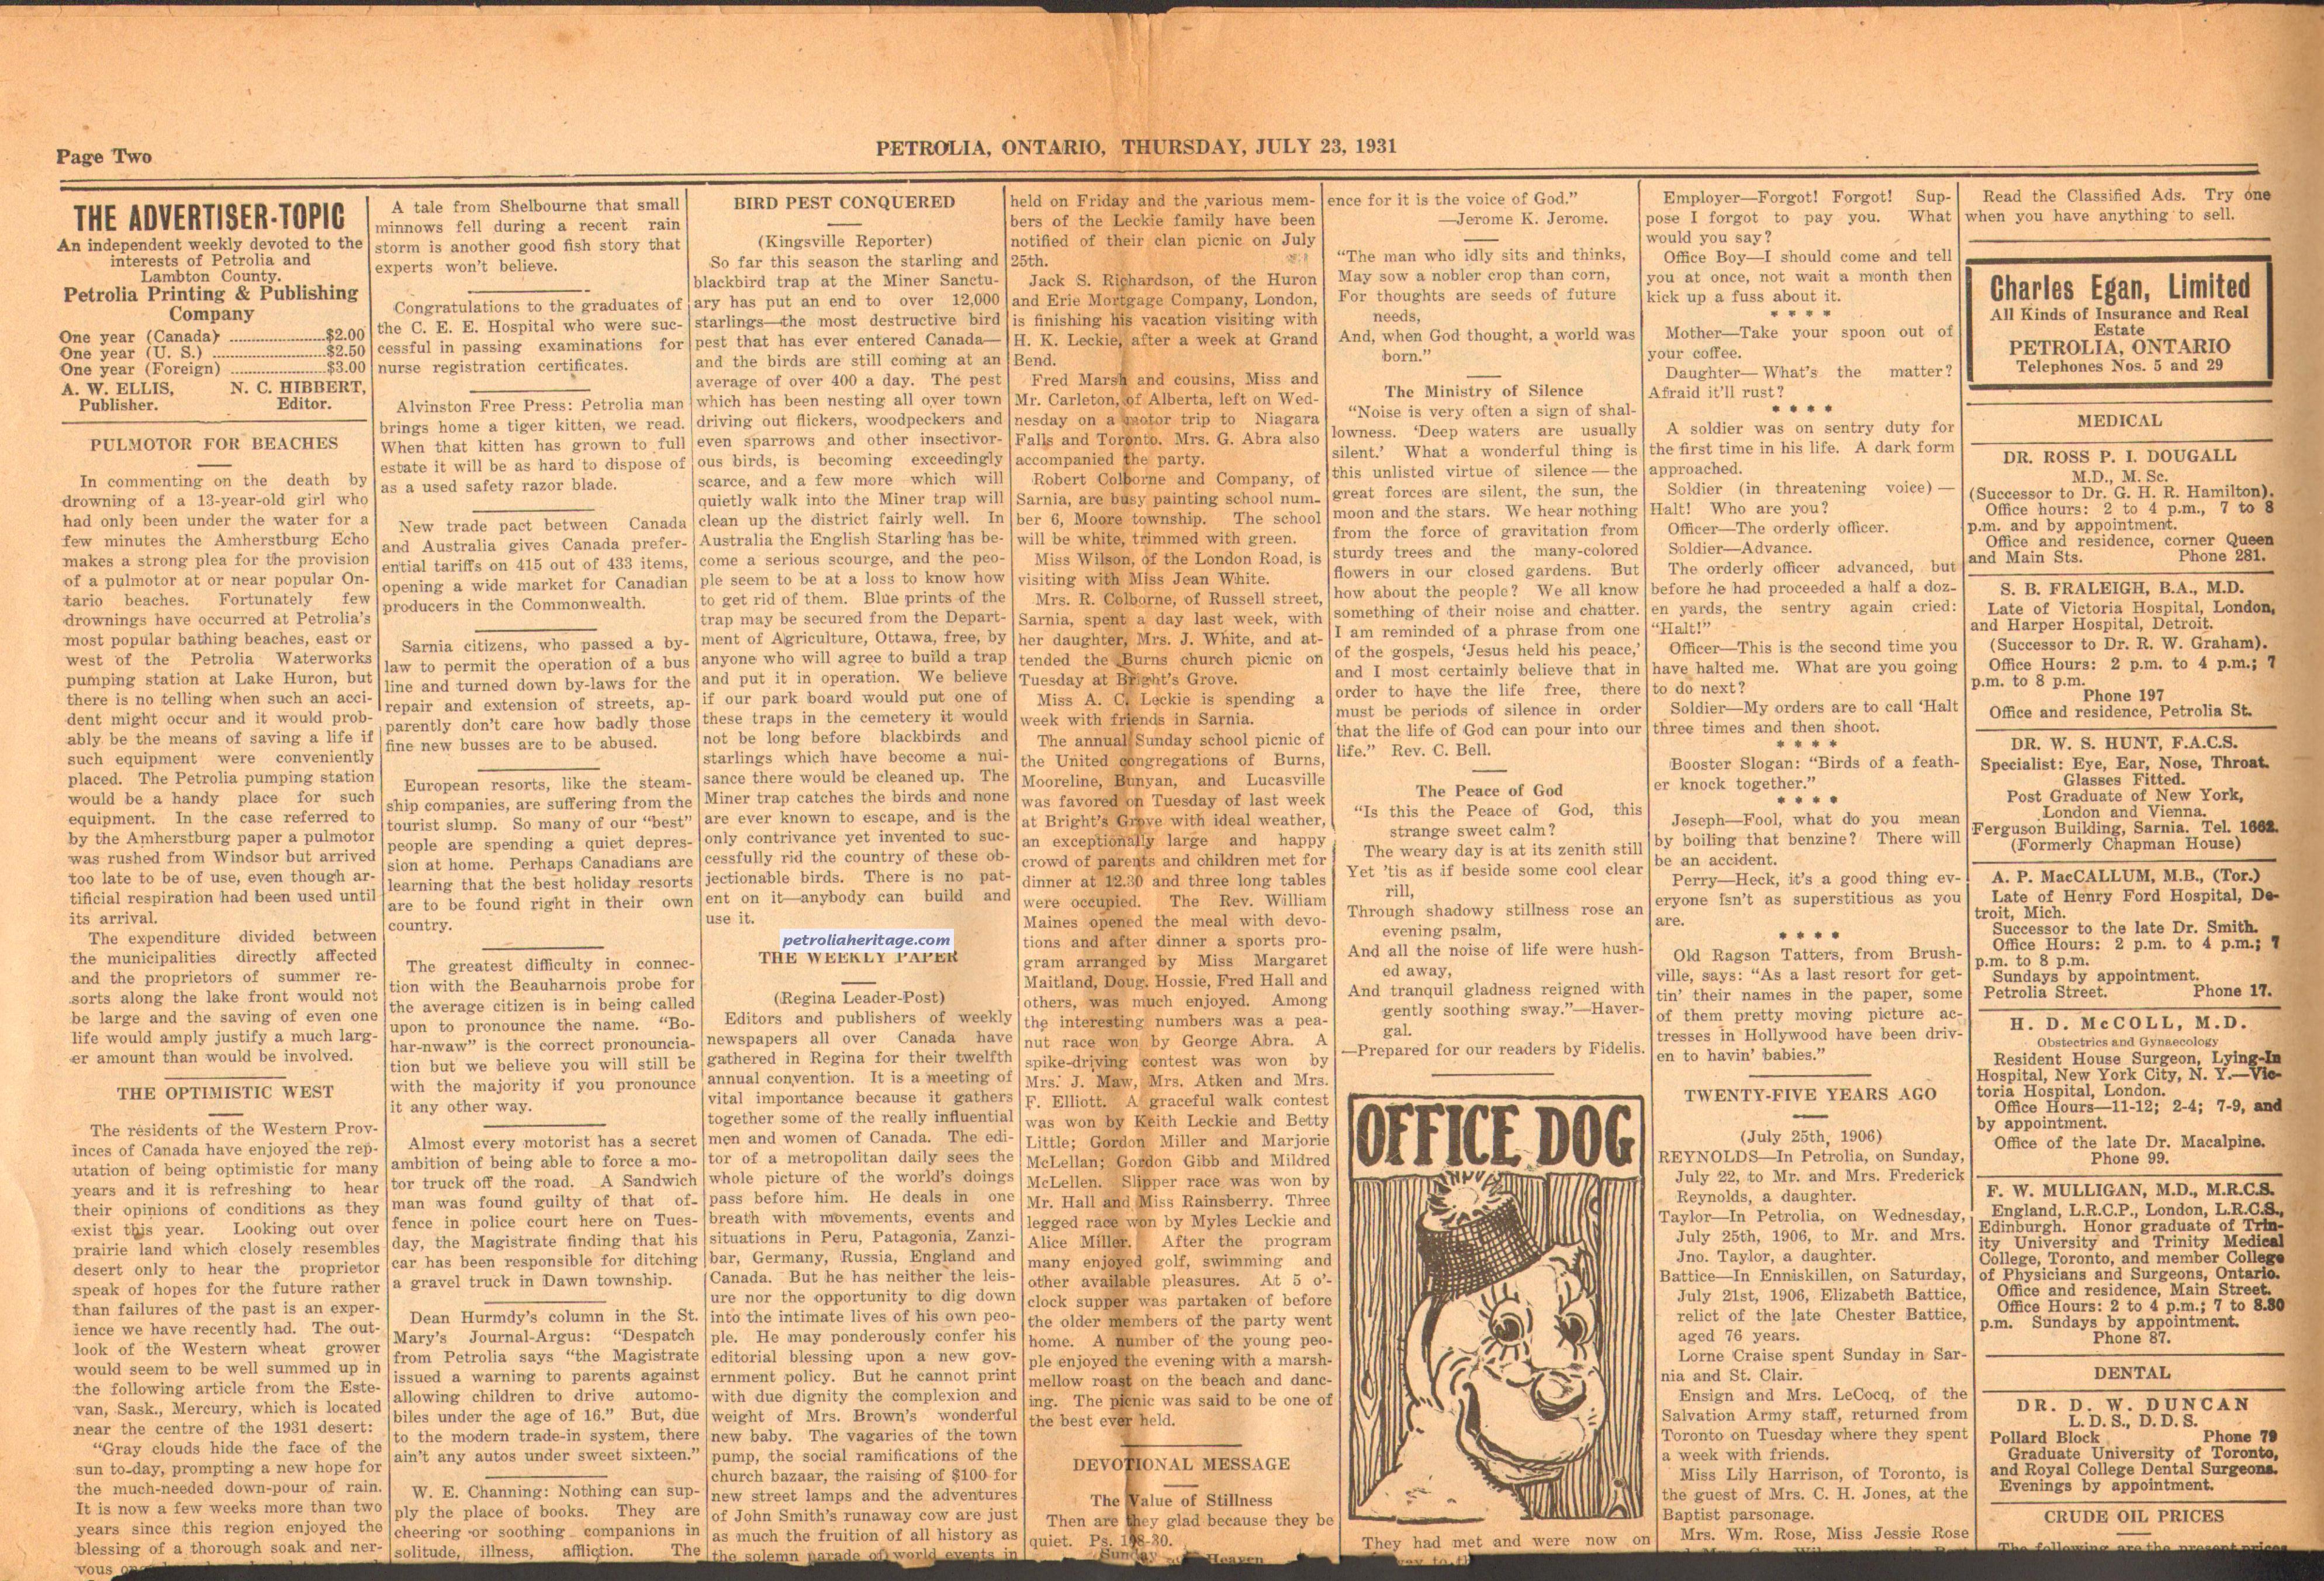 Page Two
PETROLIA, ONTARIO, THURSDAY, JULY 23, 1931
THE ADVERTISER-TOPIC
An independent weekly devoted to the
interests of Petrolia and
Lambton County.
Petrolia Printing & Publishing
Company
One year (Canada) ........................$2.00
One year (U. S.) ............................$2.50
One year (Foreign) ........................$3.00
A. W. ELLIS, N. C. HIBBERT,
Publisher. Editor.
PULMOTOR FOR BEACHES
In commenting on the death by
drowning of a 13-year-old girl who
had only been under the water for a
few minutes the Amherstburg Echo
makes a strong plea for the provision
of a pulmotor at or near popular On-
tario beaches. Fortunately few
drownings have occurred at Petrolia's
most popular bathing beaches, east or
west of the Petrolia Waterworks
pumping station at Lake Huron, but
there is no telling when such an acci-
dent might occur and it would prob-
ably be the means of saving a life if
such equipment were conveniently
placed. The Petrolia pumping station
would be a handy place for such
equipment. In the case referred to
by the Amherstburg paper a pulmotor
was rushed from Windsor but arrived
too late to be of use, even though ar-
tificial respiration had been used until
its arrival.
The expenditure divided between
the municipalities directly affected
and the proprietors of summer re-
sorts along the lake front would not
be large and the saving of even one
life would amply justify a much larg-
er amount than would be involved.
THE OPTIMISTIC WEST
The residents of the Western Prov-
inces of Canada have enjoyed the rep-
utation of being optimistic for many
years and it is refreshing to hear
their opinions of conditions as they
exist this year. Looking out over
prairie land which closely resembles
desert only to hear the proprietor
speak of hopes for the future rather
than failures of the past is an exper-
ience we have recently had. The out-
look of the Western wheat grower
would seem to be well summed up in
the following article from the Este-
van, Sask., Mercury, which is located
near the centre of the 1931 desert:
"Gray clouds hide the face of the
sun to-day, prompting a new hope for
the much-needed down-pour of rain.
It is now a few weeks more than two
years since this region enjoyed the
blessing of a thorough soak and ner-
vous
A tale from Shelbourne that small
minnows fell during a recent rain
storm is another good fish story that
experts won't believe.
Congratulations to the graduates of
the C. E. E. Hospital who were suc-
cessful in passing examinations for
nurse registration certificates.
Alvinston Free Press: Petrolia man
brings home a tiger kitten, we read.
When that kitten has grown to full
estate it will be as hard to dispose of
as a used safety razor blade.
New trade pact between Canada
and Australia gives Canada prefer-
ential tariffs on 415 out of 433 items,
opening a wide market for Canadian
producers in the Commonwealth.
Sarnia citizens, who passed a by-
law to permit the operation of a bus
line and turned down by-laws for the
repair and extension of streets, ap-
parently don't care how badly those
fine new busses are to be abused.
European resorts, like the steam-
ship companies, are suffering from the
tourist slump. So many of our "best"
people are spending a quiet depres-
sion at home. Perhaps Canadians are
learning that the best holiday resorts
are to be found right in their own
country.
The greatest difficulty in connec-
tion with the Beauharnois probe for
the average citizen is in being called
upon to pronounce the name. "Bo-
har-nwaw" is the correct pronouncia-
tion but we believe you will still be
with the majority if you pronounce
it any other way.
Almost every motorist has a secret
ambition of being able to force a mo-
tor truck off the road. A Sandwich
man was found guilty of that of-
fence in police court here on Tues-
day, the Magistrate finding that his
car has been responsible for ditching
a gravel truck in Dawn township.
Dean Hurmdy's column in the St.
Mary's Journal-Argus: "Despatch
from Petrolia says "the Magistrate
issued a warning to parents against
allowing children to drive automo-
biles under the age of 16." But, due
to the modern trade-in system, there
ain't any autos under sweet sixteen."
W. E. Channing: Nothing can sup-
ply the place of books. They are
cheering or soothing companions in
solitude, illness, affliction. The
BIRD PEST CONQUERED
(Kingsville Reporter)
So far this season the starling and
blackbird trap at the Miner Sanctu-
ary has put an end to over 12,000
starlings—the most destructive bird
pest that has ever entered Canada—
and the birds are still coming at an
average of over 400 a day. The pest
which has been nesting all over town
driving out flickers, woodpeckers and
even sparrows and other insectivor-
ous birds, is becoming exceedingly
scarce, and a few more which will
quietly walk into the Miner trap will
clean up the district fairly well. In
Australia the English Starling has be-
come a serious scourge, and the peo-
ple seem to be at a loss to know how
to get rid of them. Blue prints of the
trap may be secured from the Depart-
ment of Agriculture, Ottawa, free, by
anyone who will agree to build a trap
and put it in operation. We believe
if our park board would put one of
these traps in the cemetery it would
not be long before blackbirds and
starlings which have become a nui-
sance there would be cleaned up. The
Miner trap catches the birds and none
are ever known to escape, and is the
only contrivance yet invented to suc-
cessfully rid the country of these ob-
jectionable birds. There is no pat-
ent on it—anybody can build and
use it.
petroliaheritage.com
THE WEEKLY PAPER
(Regina Leader-Post)
Editors and publishers of weekly
newspapers all over Canada have
gathered in Regina for their twelfth
annual convention. It is a meeting of
vital importance because it gathers
together some of the really influential
men and women of Canada. The edi-
tor of a metropolitan daily sees the
whole picture of the world's doings
pass before him. He deals in one
breath with movements, events and
situations in Peru, Patagonia, Zanzi-
bar, Germany, Russia, England and
Canada. But he has neither the leis-
ure nor the opportunity to dig down
into the intimate lives of his own peo-
ple. He may ponderously confer his
editorial blessing upon a new gov-
ernment policy. But he cannot print
with due dignity the complexion and
weight of Mrs. Brown's wonderful
new baby. The vagaries of the town
pump, the social ramifications of the
church bazaar, the raising of $100 for
new street lamps and the adventures
of John Smith's runaway cow are just
as much the fruition of all history as
the solemn parade of world events in
held on Friday and the various mem-
bers of the Leckie family have been
notified of their clan picnic on July
25th.
Jack S. Richardson, of the Huron
and Erie Mortgage Company, London,
is finishing his vacation visiting with
H. K. Leckie, after a week at Grand
Bend.
Fred Marsh and cousins, Miss and
Mr. Carleton, of Alberta, left on Wed-
nesday on a motor trip to Niagara
Falls and Toronto. Mrs. G. Abra also
accompanied the party.
Robert Colborne and Company, of
Sarnia, are busy painting school num-
ber 6, Moore township. The school
will be white, trimmed with green.
Miss Wilson, of the London Road, is
visiting with Miss Jean White.
Mrs. R. Colborne, of Russell street,
Sarnia, spent a day last week, with
her daughter, Mrs. J. White, and at-
tended the Burns church picnic on
Tuesday at Bright's Grove.
Miss A. C. Leckie is spending a
week with friends in Sarnia.
The annual Sunday school picnic of
the United congregations of Burns,
Mooreline, Bunyan, and Lucasville
was favored on Tuesday of last week
at Bright's Grove with ideal weather,
an exceptionally large and happy
crowd of parents and children met for
dinner at 12.30 and three long tables
were occupied. The Rev. William
Maines opened the meal with devo-
tions and after dinner a sports pro-
gram arranged by Miss Margaret
Maitland, Doug. Hossie, Fred Hall and
others, was much enjoyed. Among
the interesting numbers was a pea-
nut race won by George Abra. A
spike-driving contest was won by
Mrs. J. Maw, Mrs. Atken and Mrs.
F. Elliott. A graceful walk contest
was won by Keith Leckie and Betty
Little; Gordon Miller and Marjorie
McLellan; Gordon Gibb and Mildred
McLellen. Slipper race was won by
Mr. Hall and Miss Rainsberry. Three
legged race won by Myles Leckie and
Alice Miller. After the program
many enjoyed golf, swimming and
other available pleasures. At 5 o'-
clock supper was partaken of before
the older members of the party went
home. A number of the young peo-
ple enjoyed the evening with a marsh-
mellow roast on the beach and danc-
ing. The picnic was said to be one of
the best ever held.
DEVOTIONAL MESSAGE
The Value of Stillness
Then are they glad because they be
quiet. Ps. 108-30.
Sunday Heaven
ence for it is the voice of God."
—Jerome K. Jerome.
"The man who idly sits and thinks,
May sow a nobler crop than corn,
For thoughts are seeds of future
needs,
And, when God thought, a world was
born."
The Ministry of Silence
"Noise is very often a sign of shal-
lowness. 'Deep waters are usually
silent.' What a wonderful thing is
this unlisted virtue of silence — the
great forces are silent, the sun, the
moon and the stars. We hear nothing
from the force of gravitation from
sturdy trees and the many-colored
flowers in our closed gardens. But
how about the people? We all know
something of their noise and chatter.
I am reminded of a phrase from one
of the gospels, 'Jesus held his peace,'
and I most certainly believe that in
order to have the life free, there
must be periods of silence in order
that the life of God can pour into our
life." Rev. C. Bell.
The Peace of God
"Is this the Peace of God, this
strange sweet calm?
The weary day is at its zenith still
Yet 'tis as if beside some cool clear
rill,
Through shadowy stillness rose an
evening psalm,
And all the noise of life were hush-
ed away,
And tranquil gladness reigned with
gently soothing sway."—Haver-
gal.
—Prepared for our readers by Fidelis.
OFFICE DOG
They had met and were now on
Employer—Forgot! Forgot! Sup-
pose I forgot to pay you. What
would you say?
Office Boy—I should come and tell
you at once, not wait a month then
kick up a fuss about it.
* * * *
Mother—Take your spoon out of
your coffee.
Daughter— What's the matter?
Afraid it'll rust?
* * * *
A soldier was on sentry duty for
the first time in his life. A dark form
approached.
Soldier (in threatening voice) —
Halt! Who are you?
Officer—The orderly officer.
Soldier—Advance.
The orderly officer advanced, but
before he had proceeded a half a doz-
en yards, the sentry again cried:
"Halt!"
Officer—This is the second time you
have halted me. What are you going
to do next?
Soldier—My orders are to call 'Halt
three times and then shoot.
* * * *
Booster Slogan: "Birds of a feath-
er knock together."
* * * *
Joseph—Fool, what do you mean
by boiling that benzine? There will
be an accident.
Perry—Heck, it's a good thing ev-
eryone isn't as superstitious as you
are.
* * * *
Old Ragson Tatters, from Brush-
ville, says: "As a last resort for get-
tin' their names in the paper, some
of them pretty moving picture ac-
tresses in Hollywood have been driv-
en to havin' babies."
TWENTY-FIVE YEARS AGO
(July 25th, 1906)
REYNOLDS—In Petrolia, on Sunday,
July 22, to Mr. and Mrs. Frederick
Reynolds, a daughter.
Taylor—In Petrolia, on Wednesday,
July 25th, 1906, to Mr. and Mrs.
Jno. Taylor, a daughter.
Battice—In Enniskillen, on Saturday,
July 21st, 1906, Elizabeth Battice,
relict of the late Chester Battice,
aged 76 years.
Lorne Craise spent Sunday in Sar-
nia and St. Clair.
Ensign and Mrs. LeCocq, of the
Salvation Army staff, returned from
Toronto on Tuesday where they spent
a week with friends.
Miss Lily Harrison, of Toronto, is
the guest of Mrs. C. H. Jones, at the
Baptist parsonage.
Mrs. Wm. Rose, Miss Jessie Rose
Read the Classified Ads. Try one
when you have anything to sell.
Charles Egan, Limited
All Kinds of Insurance and Real
Estate
PETROLIA, ONTARIO
Telephones Nos. 5 and 29
MEDICAL
DR. ROSS P. I. DOUGALL
M.D., M. Sc.
(Successor to Dr. G. H. R. Hamilton).
Office hours: 2 to 4 p.m., 7 to 8
p.m. and by appointment.
Office and residence, corner Queen
and Main Sts. Phone 281.
S. B. FRALEIGH, B.A., M.D.
Late of Victoria Hospital, London,
and Harper Hospital, Detroit.
(Successor to Dr. R. W. Graham).
Office Hours: 2 p.m. to 4 p.m.; 7
p.m. to 8 p.m.
Phone 197
Office and residence, Petrolia St.
DR. W. S. HUNT, F.A.C.S.
Specialist: Eye, Ear, Nose, Throat.
Glasses Fitted.
Post Graduate of New York,
London and Vienna.
Ferguson Building, Sarnia. Tel. 1662.
(Formerly Chapman House)
A. P. MacCALLUM, M.B., (Tor.)
Late of Henry Ford Hospital, De-
troit, Mich.
Successor to the late Dr. Smith.
Office Hours: 2 p.m. to 4 p.m.; 7
p.m. to 8 p.m.
Sundays by appointment.
Petrolia Street. Phone 17.
H. D. McCOLL, M.D.
Obstectrics and Gynaecology
Resident House Surgeon, Lying-In
Hospital, New York City, N. Y.—Vic-
toria Hospital, London.
Office Hours—11-12; 2-4; 7-9, and
by appointment.
Office of the late Dr. Macalpine.
Phone 99.
F. W. MULLIGAN, M.D., M.R.C.S.
England, L.R.C.P., London, L.R.C.S.,
Edinburgh. Honor graduate of Trin-
ity University and Trinity Medical
College, Toronto, and member College
of Physicians and Surgeons, Ontario.
Office and residence, Main Street.
Office Hours: 2 to 4 p.m.; 7 to 8.30
p.m. Sundays by appointment.
Phone 87.
DENTAL
DR. D. W. DUNCAN
L.D.S., D.D.S.
Pollard Block Phone 79
Graduate University of Toronto,
and Royal College Dental Surgeons.
Evenings by appointment.
CRUDE OIL PRICES
The following are the present prices